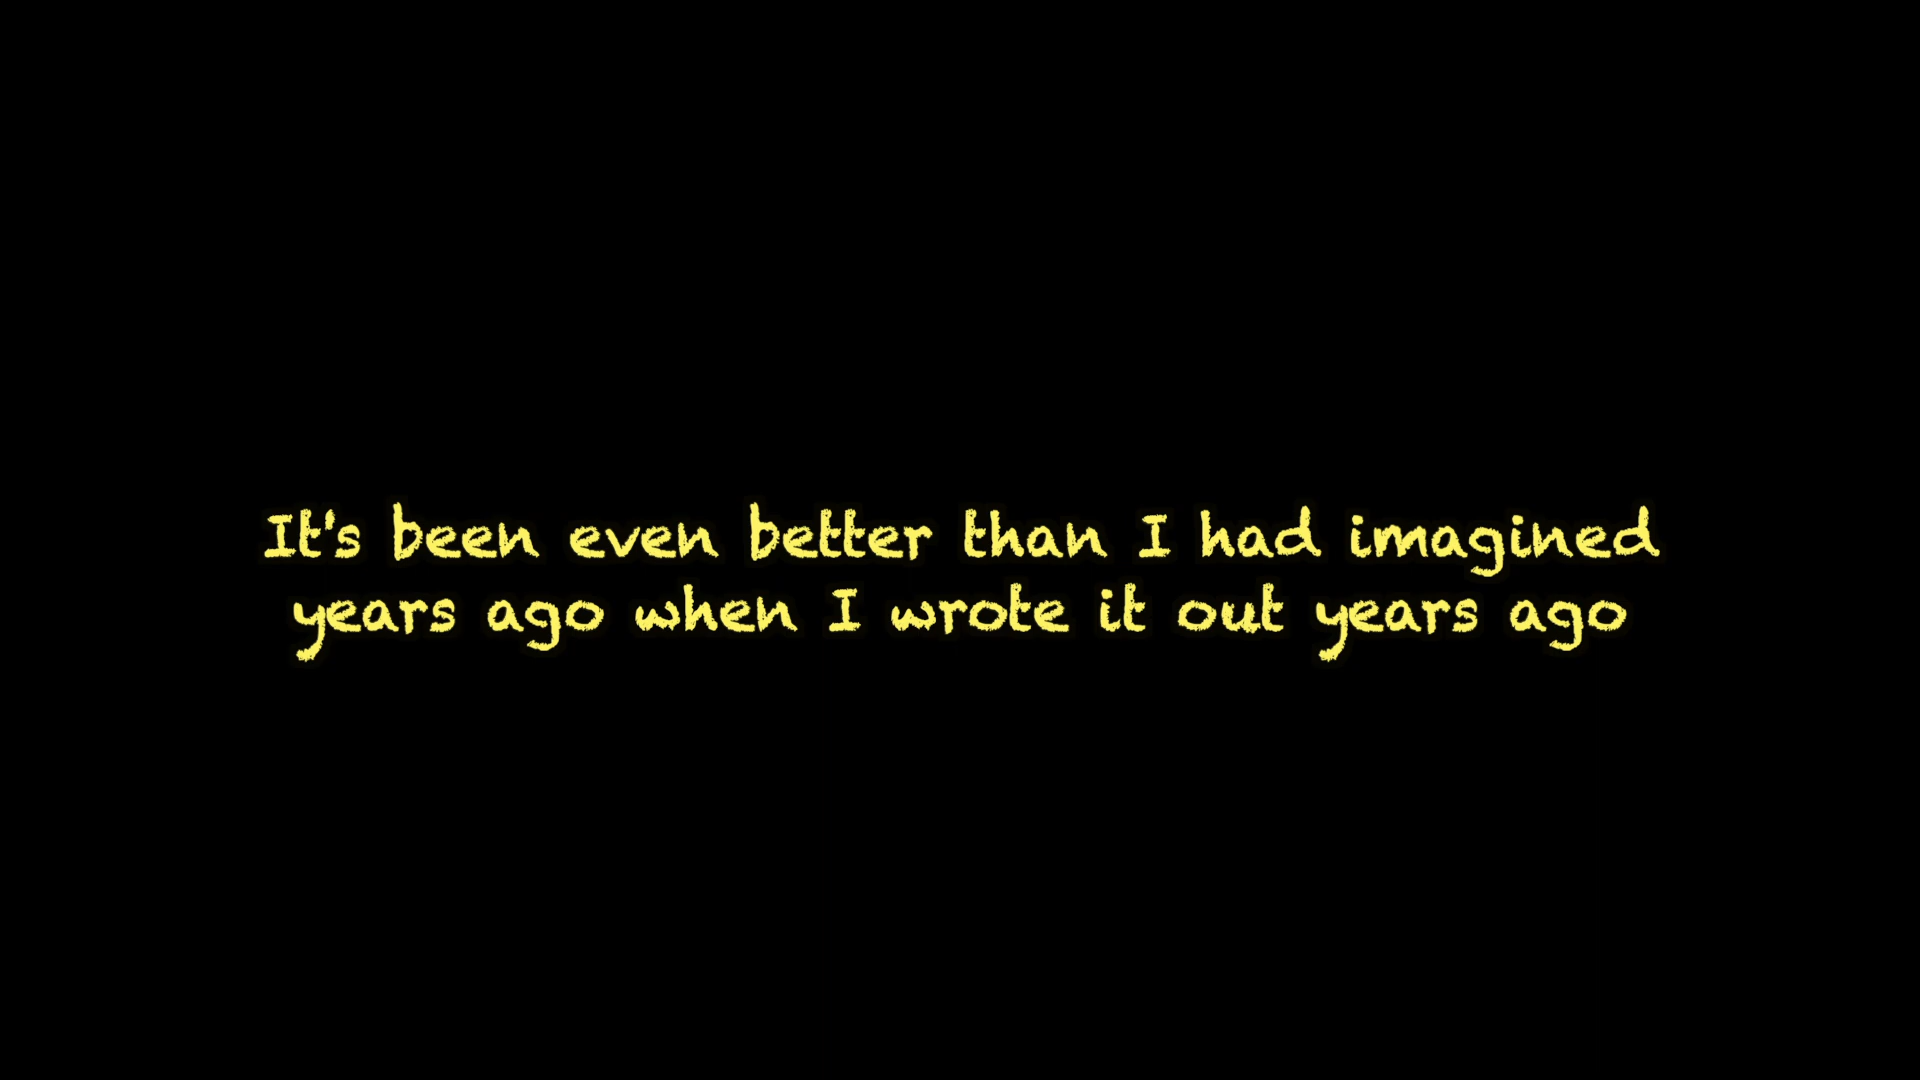 It's been even better than I had imagined
years ago when I wrote it out years ago